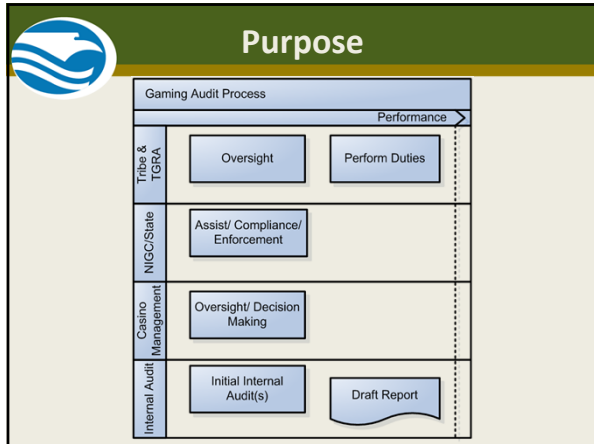 Purpose
Gaming Audit Process
Performance
Tribe &
TGRA
Oversight
Perform Duties
NIGC/State
Assist/ Compliance/
Enforcement
Casino
Management
Oversight/ Decision
Making
Internal Audit
Initial Internal
Audit(s)
Draft Report